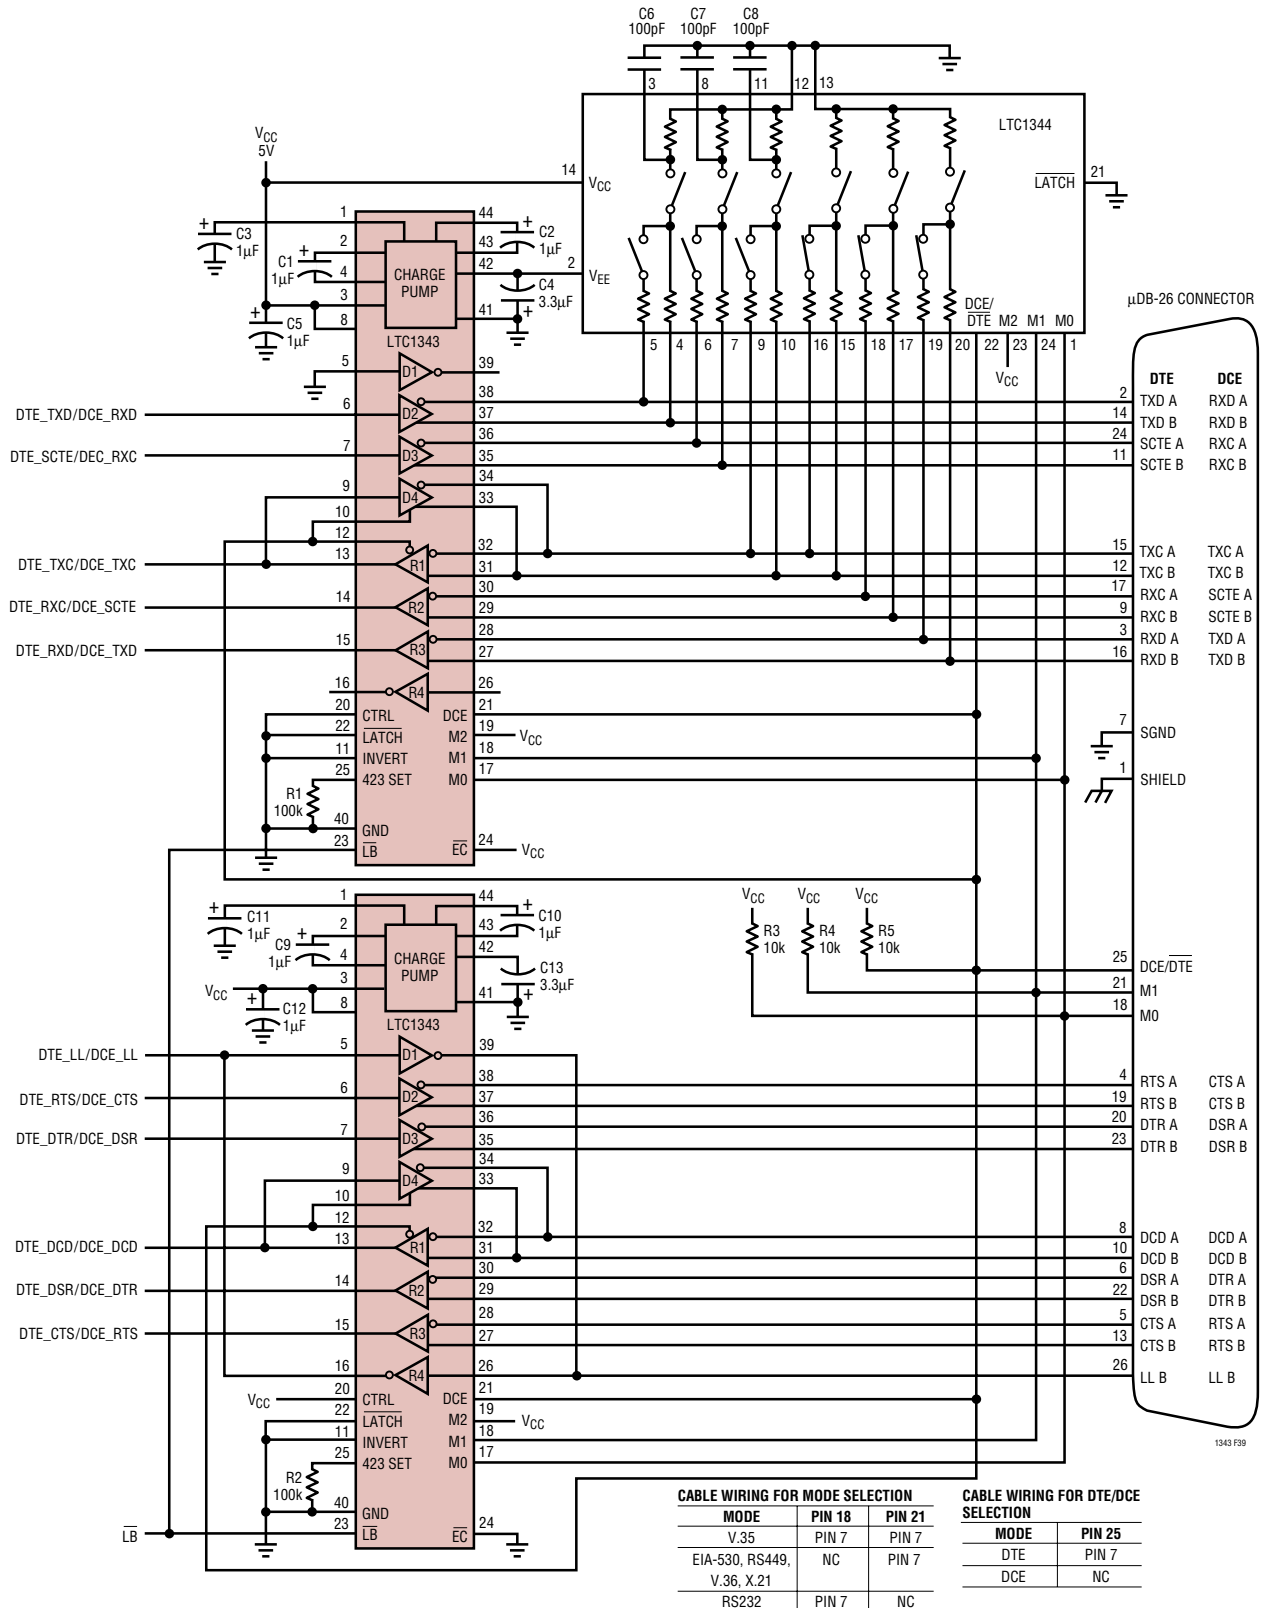 C6
100pF
C7
100pF
C8
100pF
3
8
11
12
13
LTC1344
VCC
5V
14
VCC
LATCH
21
1
44
C3
1µF
+
2
43
C2
1µF
+
C1
1µF
+
4
42
CHARGE
PUMP
2
VEE
C4
3.3µF
+
3
41
8
C5
1µF
+
LTC1343
DCE/
DTE M2 M1 M0
5 4 6 7 9 10 16 15 18 17 19 20 22 23 24 1
VCC
µDB-26 CONNECTOR
DTE DCE
5 D1 39
DTE_TXD/DCE_RXD 6 D2 38 2 TXD A RXD A
37 14 TXD B RXD B
DTE_SCTE/DEC_RXC 7 D3 36 24 SCTE A RXC A
35 11 SCTE B RXC B
9 D4 34
10 33
12
DTE_TXC/DCE_TXC 13 R1 32 15 TXC A TXC A
31 12 TXC B TXC B
DTE_RXC/DCE_SCTE 14 R2 30 17 RXC A SCTE A
29 9 RXC B SCTE B
DTE_RXD/DCE_TXD 15 R3 28 3 RXD A TXD A
27 16 RXD B TXD B
16 R4 26
20 CTRL DCE 21
22 LATCH M2 19 VCC
11 INVERT M1 18
25 423 SET M0 17
R1
100k
40 GND
23 LB EC 24 VCC
7 SGND
1 SHIELD
1
44
C11
1µF
+
2
43
C10
1µF
+
C9
1µF
+
4
42
CHARGE
PUMP
C13
3.3µF
+
VCC
3
41
8
C12
1µF
+
LTC1343
VCC VCC VCC
R3
10k
R4
10k
R5
10k
25 DCE/DTE
21 M1
18 M0
DTE_LL/DCE_LL 5 D1 39
DTE_RTS/DCE_CTS 6 D2 38 4 RTS A CTS A
37 19 RTS B CTS B
DTE_DTR/DCE_DSR 7 D3 36 20 DTR A DSR A
35 23 DTR B DSR B
9 D4 34
10 33
12
DTE_DCD/DCE_DCD 13 R1 32 8 DCD A DCD A
31 10 DCD B DCD B
DTE_DSR/DCE_DTR 14 R2 30 6 DSR A DTR A
29 22 DSR B DTR B
DTE_CTS/DCE_RTS 15 R3 28 5 CTS A RTS A
27 13 CTS B RTS B
16 R4 26 26 LL B LL B
VCC 20 CTRL DCE 21
22 LATCH M2 19 VCC
11 INVERT M1 18
25 423 SET M0 17
R2
100k
40 GND
LB 23 LB EC 24
1343 F39
CABLE WIRING FOR MODE SELECTION
MODE PIN 18 PIN 21
V.35 PIN 7 PIN 7
EIA-530, RS449, NC PIN 7
V.36, X.21
RS232 PIN 7 NC
CABLE WIRING FOR DTE/DCE
SELECTION
MODE PIN 25
DTE PIN 7
DCE NC